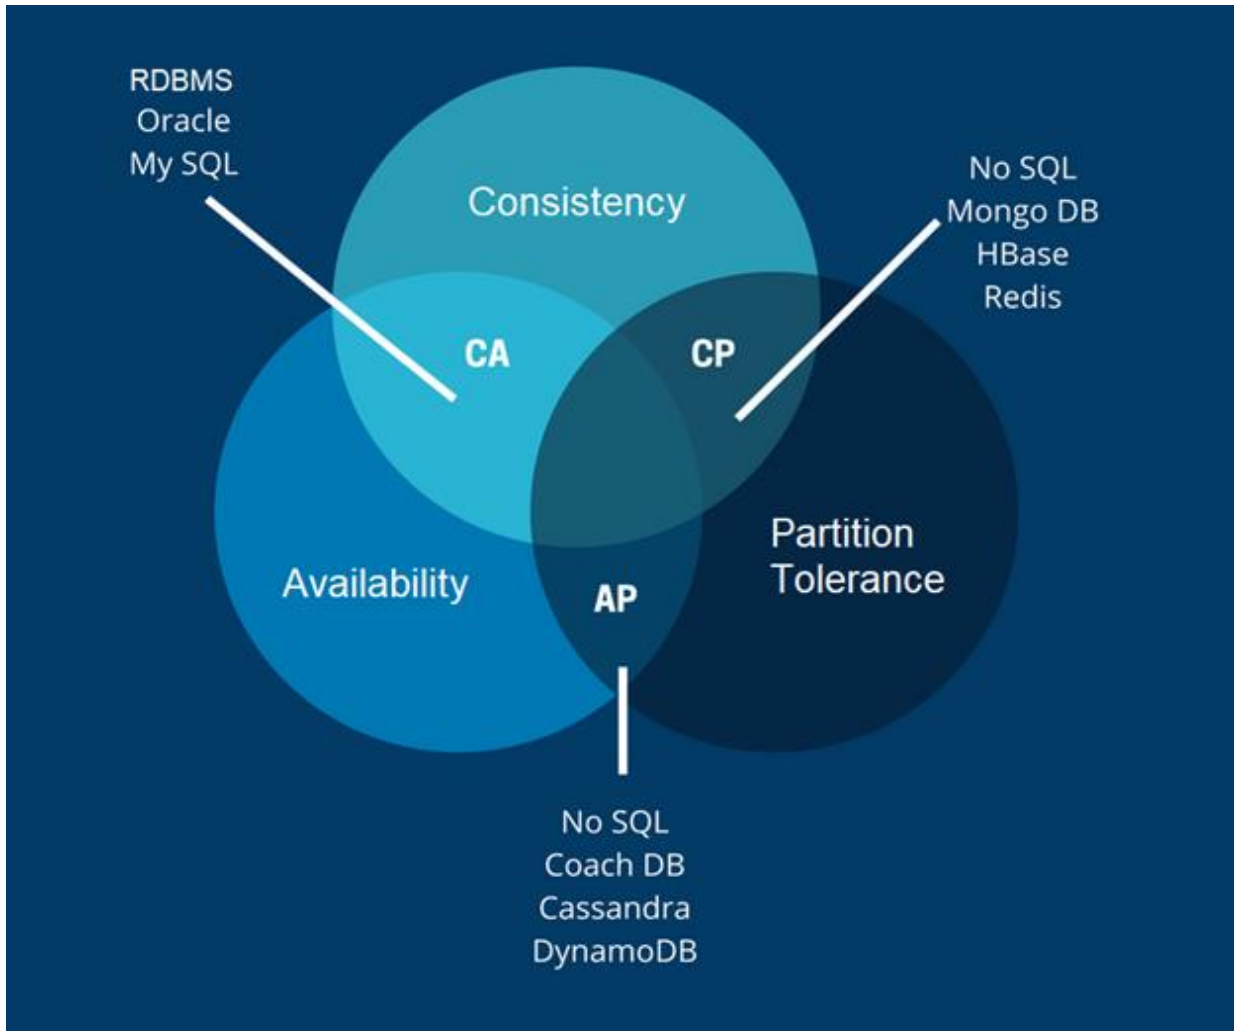 RDBMS
Oracle
My SQL
Consistency
No SQL
Mongo DB
HBase
Redis
CA
CP
Availability
Partition
Tolerance
AP
No SQL
Coach DB
Cassandra
DynamoDB